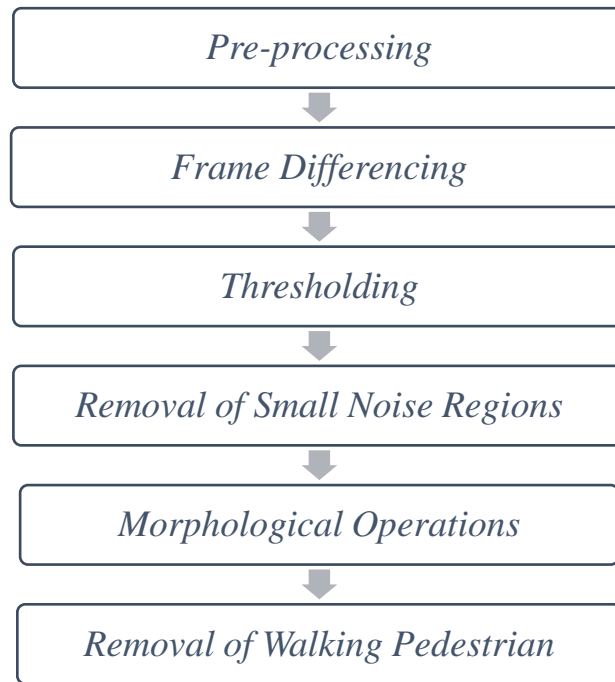 Pre-processing
Frame Differencing
Thresholding
Removal of Small Noise Regions
Morphological Operations
Removal of Walking Pedestrian